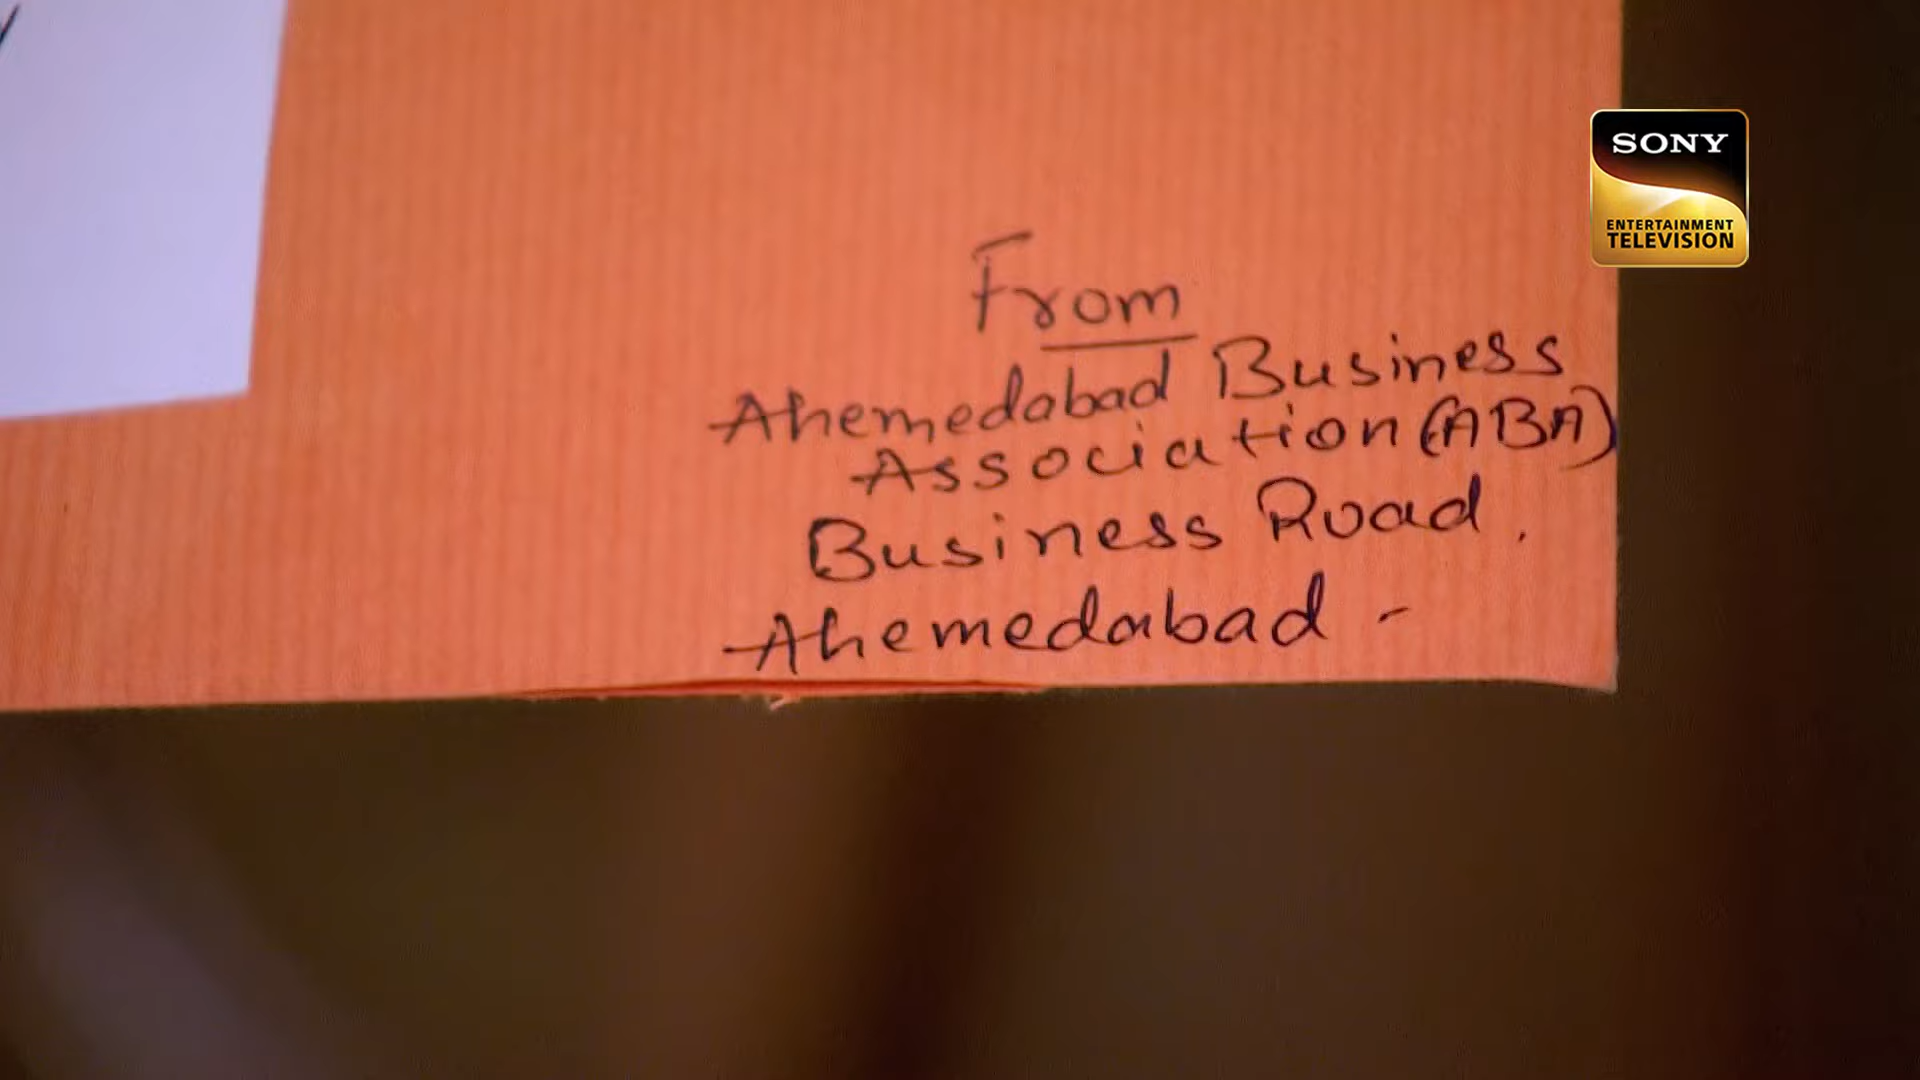 SONY
ENTERTAINMENT
TELEVISION
From
Ahemedabad Business
Association (ABA)
Business Road.
Ahemedabad -